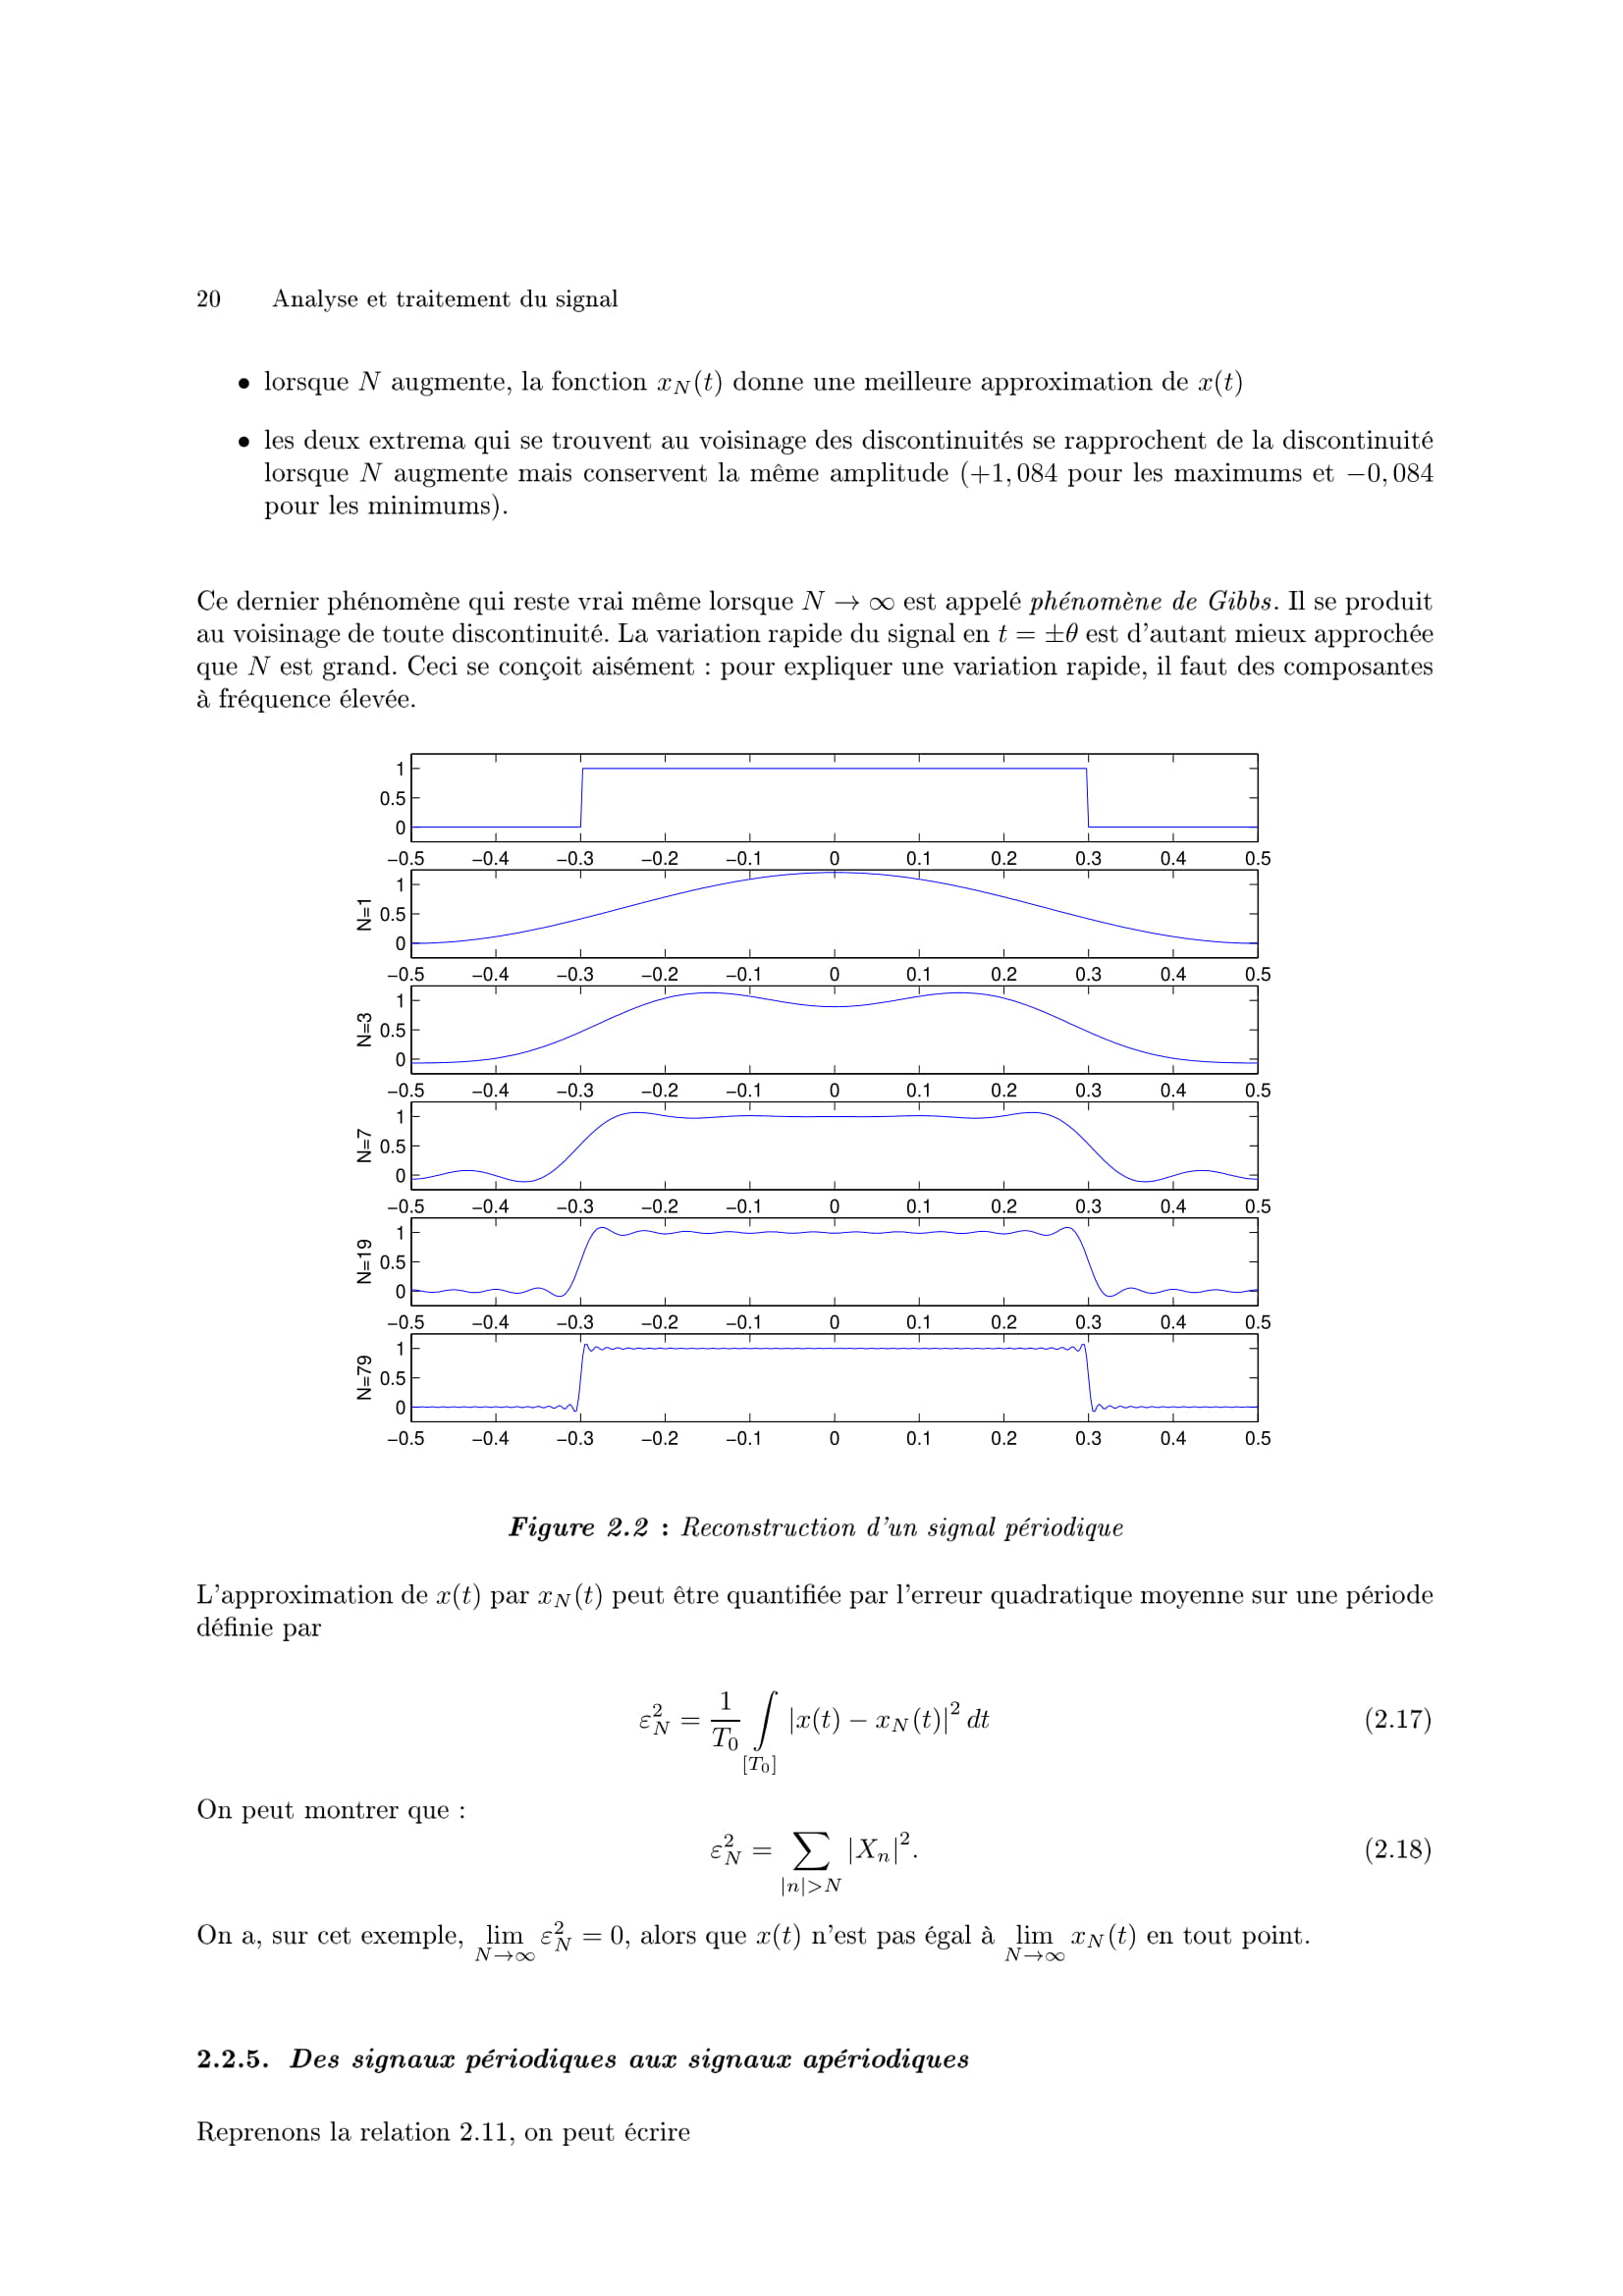 20 Analyse et traitement du signal
• lorsque N augmente, la fonction x_N(t) donne une meilleure approximation de x(t)
• les deux extrema qui se trouvent au voisinage des discontinuités se rapprochent de la discontinuité
lorsque N augmente mais conservent la même amplitude (+1,084 pour les maximums et −0,084
pour les minimums).
Ce dernier phénomène qui reste vrai même lorsque N → ∞ est appelé phénomène de Gibbs. Il se produit
au voisinage de toute discontinuité. La variation rapide du signal en t = ±θ est d'autant mieux approchée
que N est grand. Ceci se conçoit aisément : pour expliquer une variation rapide, il faut des composantes
à fréquence élevée.
1
0.5
0
−0.5 −0.4 −0.3 −0.2 −0.1 0 0.1 0.2 0.3 0.4 0.5
N=1
1
0.5
0
−0.5 −0.4 −0.3 −0.2 −0.1 0 0.1 0.2 0.3 0.4 0.5
N=3
1
0.5
0
−0.5 −0.4 −0.3 −0.2 −0.1 0 0.1 0.2 0.3 0.4 0.5
N=7
1
0.5
0
−0.5 −0.4 −0.3 −0.2 −0.1 0 0.1 0.2 0.3 0.4 0.5
N=19
1
0.5
0
−0.5 −0.4 −0.3 −0.2 −0.1 0 0.1 0.2 0.3 0.4 0.5
N=79
1
0.5
0
−0.5 −0.4 −0.3 −0.2 −0.1 0 0.1 0.2 0.3 0.4 0.5
Figure 2.2 : Reconstruction d'un signal périodique
L'approximation de x(t) par x_N(t) peut être quantifiée par l'erreur quadratique moyenne sur une période
définie par
ε_N^2 = 1/T_0 ∫_[T_0] |x(t) − x_N(t)|^2 dt (2.17)
On peut montrer que :
ε_N^2 = ∑_{|n|>N} |X_n|^2. (2.18)
On a, sur cet exemple, lim_{N→∞} ε_N^2 = 0, alors que x(t) n'est pas égal à lim_{N→∞} x_N(t) en tout point.
2.2.5. Des signaux périodiques aux signaux apériodiques
Reprenons la relation 2.11, on peut écrire